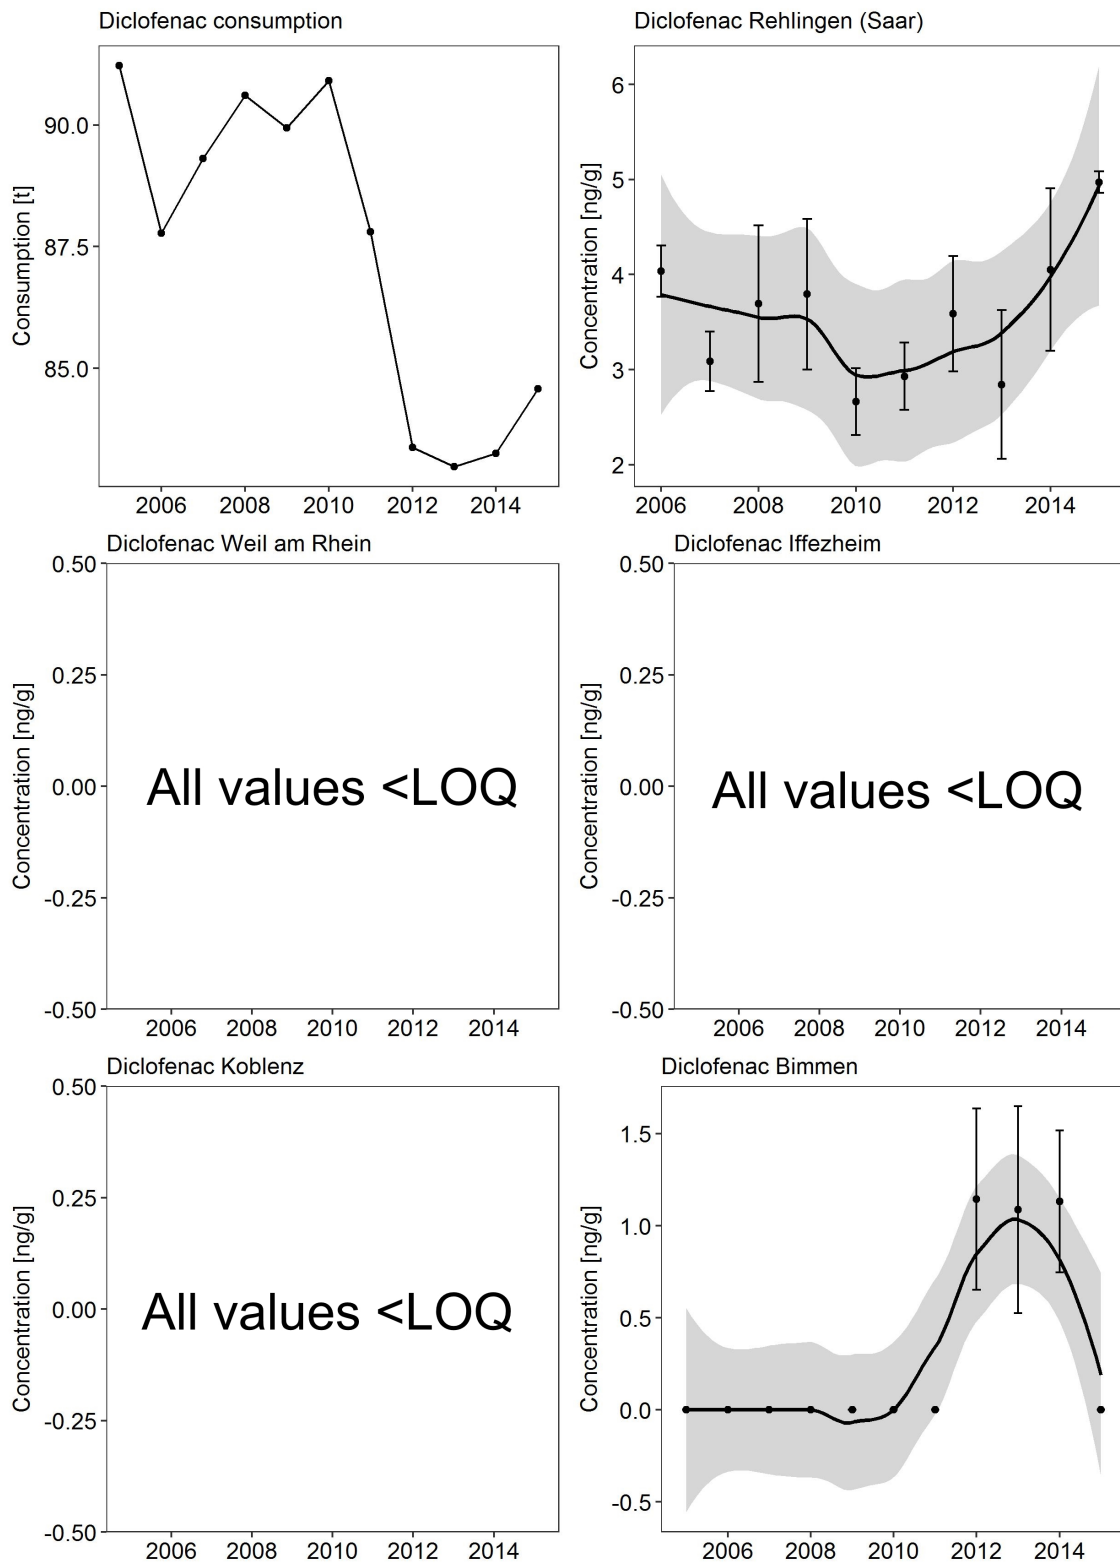 Diclofenac consumption
Consumption [t]
90.0
87.5
85.0
2006 2008 2010 2012 2014
Diclofenac Rehlingen (Saar)
Concentration [ng/g]
6
5
4
3
2
2006 2008 2010 2012 2014
Diclofenac Weil am Rhein
Concentration [ng/g]
0.50
0.25
0.00
-0.25
-0.50
All values <LOQ
2006 2008 2010 2012 2014
Diclofenac Iffezheim
Concentration [ng/g]
0.50
0.25
0.00
-0.25
-0.50
All values <LOQ
2006 2008 2010 2012 2014
Diclofenac Koblenz
Concentration [ng/g]
0.50
0.25
0.00
-0.25
-0.50
All values <LOQ
2006 2008 2010 2012 2014
Diclofenac Bimmen
Concentration [ng/g]
1.5
1.0
0.5
0.0
-0.5
2006 2008 2010 2012 2014